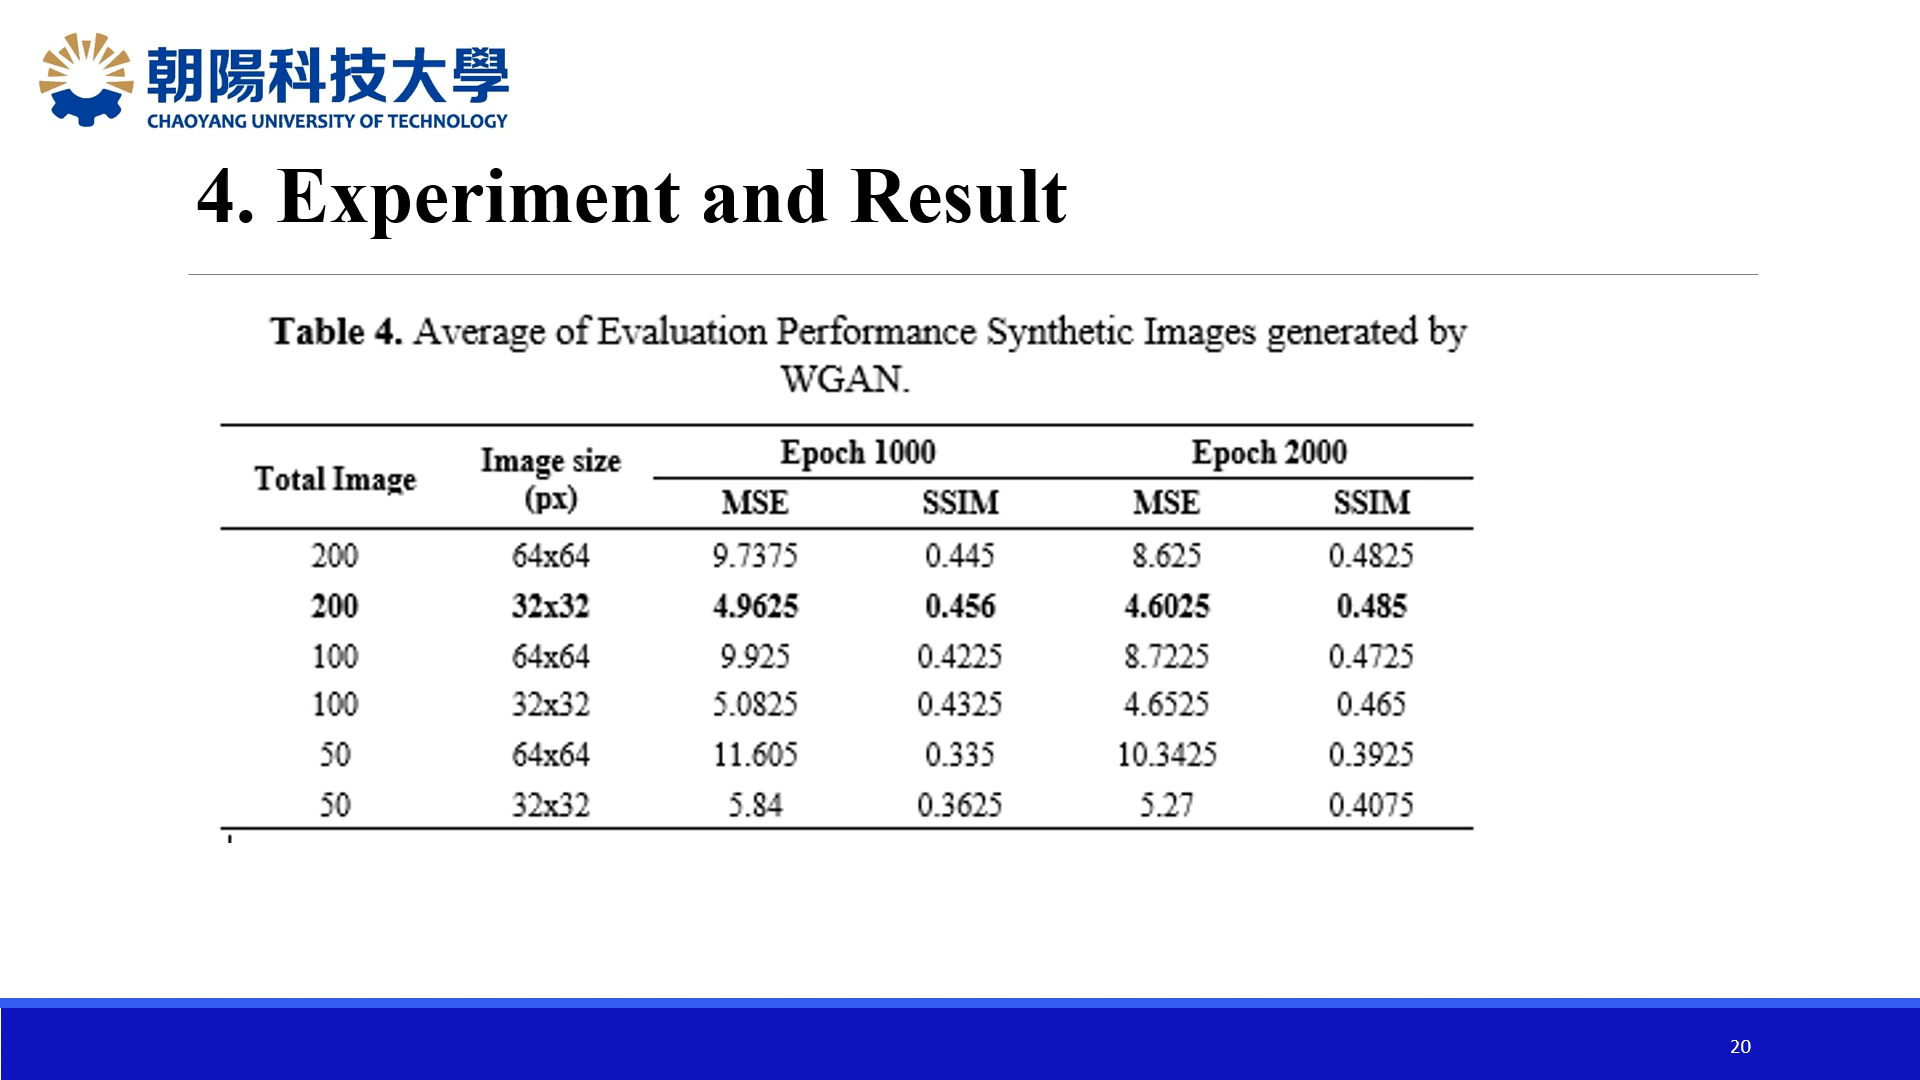 朝陽科技大學
CHAOYANG UNIVERSITY OF TECHNOLOGY
4. Experiment and Result
Table 4. Average of Evaluation Performance Synthetic Images generated by
WGAN.
Total Image Image size (px) Epoch 1000 Epoch 2000
MSE SSIM MSE SSIM
200 64x64 9.7375 0.445 8.625 0.4825
200 32x32 4.9625 0.456 4.6025 0.485
100 64x64 9.925 0.4225 8.7225 0.4725
100 32x32 5.0825 0.4325 4.6525 0.465
50 64x64 11.605 0.335 10.3425 0.3925
50 32x32 5.84 0.3625 5.27 0.4075
20